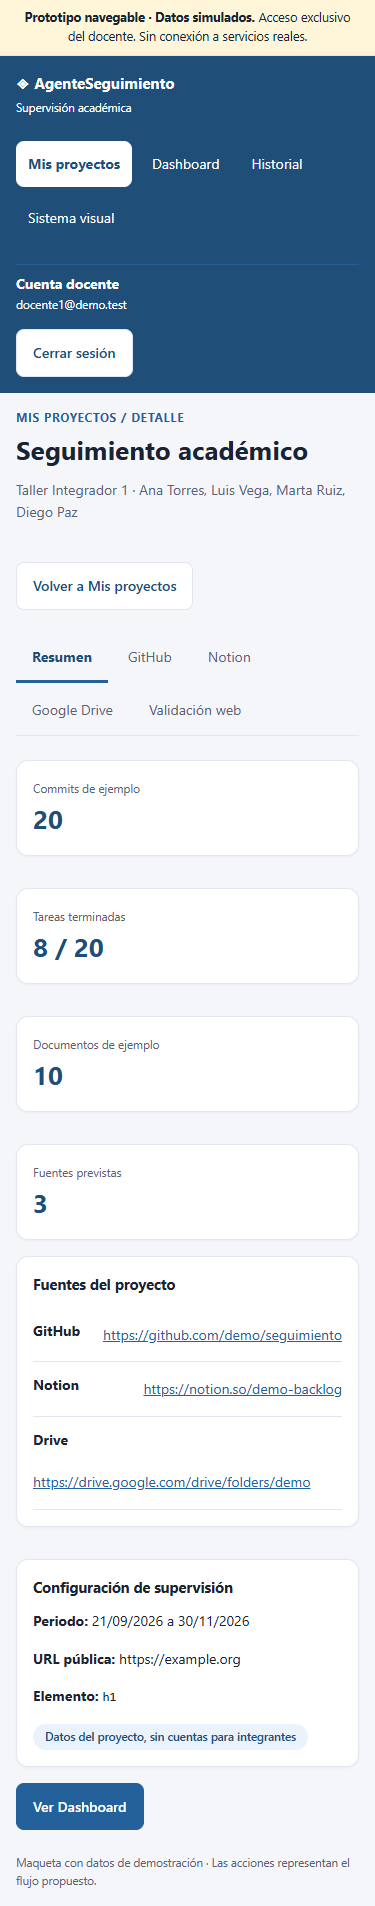 Prototipo navegable · Datos simulados. Acceso exclusivo
del docente. Sin conexión a servicios reales.
❖ AgenteSeguimiento
Supervisión académica
Mis proyectos Dashboard Historial
Sistema visual
Cuenta docente
docente1@demo.test
Cerrar sesión
MIS PROYECTOS / DETALLE
Seguimiento académico
Taller Integrador 1 · Ana Torres, Luis Vega, Marta Ruiz,
Diego Paz
Volver a Mis proyectos
Resumen GitHub Notion
Google Drive Validación web
Commits de ejemplo
20
Tareas terminadas
8 / 20
Documentos de ejemplo
10
Fuentes previstas
3
Fuentes del proyecto
GitHub https://github.com/demo/seguimiento
Notion https://notion.so/demo-backlog
Drive
https://drive.google.com/drive/folders/demo
Configuración de supervisión
Periodo: 21/09/2026 a 30/11/2026
URL pública: https://example.org
Elemento: h1
Datos del proyecto, sin cuentas para integrantes
Ver Dashboard
Maqueta con datos de demostración · Las acciones representan el
flujo propuesto.